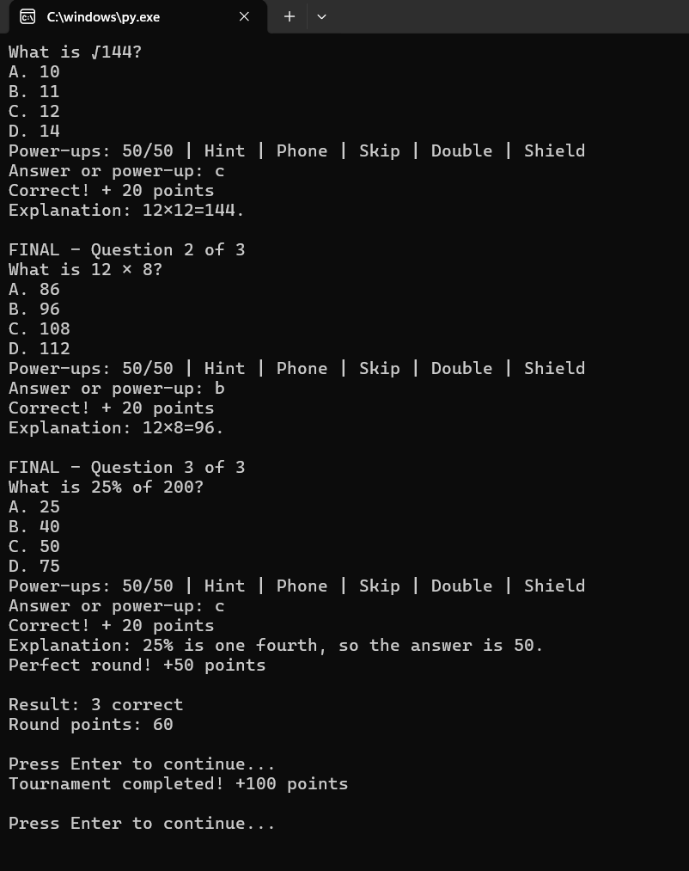 C:\windows\py.exe
What is √144?
A. 10
B. 11
C. 12
D. 14
Power-ups: 50/50 | Hint | Phone | Skip | Double | Shield
Answer or power-up: c
Correct! + 20 points
Explanation: 12×12=144.
FINAL - Question 2 of 3
What is 12 × 8?
A. 86
B. 96
C. 108
D. 112
Power-ups: 50/50 | Hint | Phone | Skip | Double | Shield
Answer or power-up: b
Correct! + 20 points
Explanation: 12×8=96.
FINAL - Question 3 of 3
What is 25% of 200?
A. 25
B. 40
C. 50
D. 75
Power-ups: 50/50 | Hint | Phone | Skip | Double | Shield
Answer or power-up: c
Correct! + 20 points
Explanation: 25% is one fourth, so the answer is 50.
Perfect round! +50 points
Result: 3 correct
Round points: 60
Press Enter to continue...
Tournament completed! +100 points
Press Enter to continue...